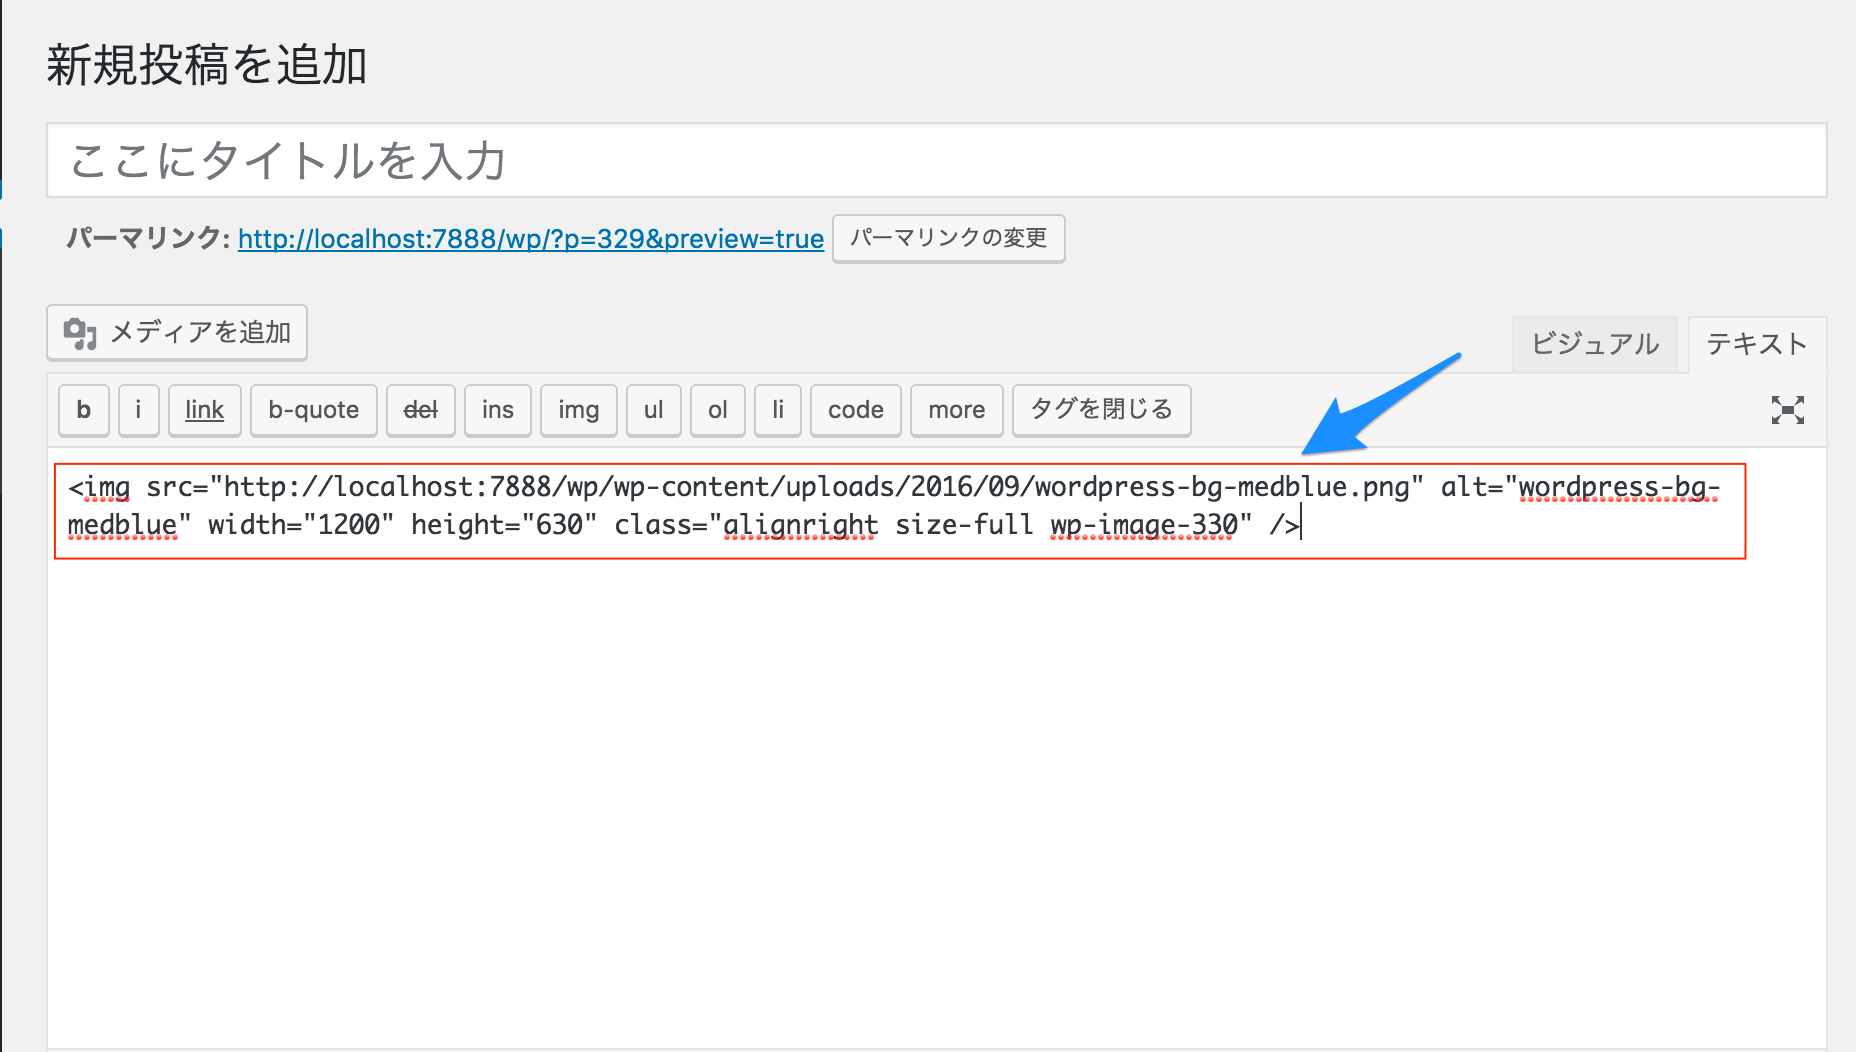 新規投稿を追加
ここにタイトルを入力
パーマリンク: http://localhost:7888/wp/?p=329&preview=true パーマリンクの変更
メディアを追加
ビジュアル テキスト
b i link b-quote del ins img ul ol li code more タグを閉じる
<img src="http://localhost:7888/wp/wp-content/uploads/2016/09/wordpress-bg-medblue.png" alt="wordpress-bg-
medblue" width="1200" height="630" class="alignright size-full wp-image-330" />